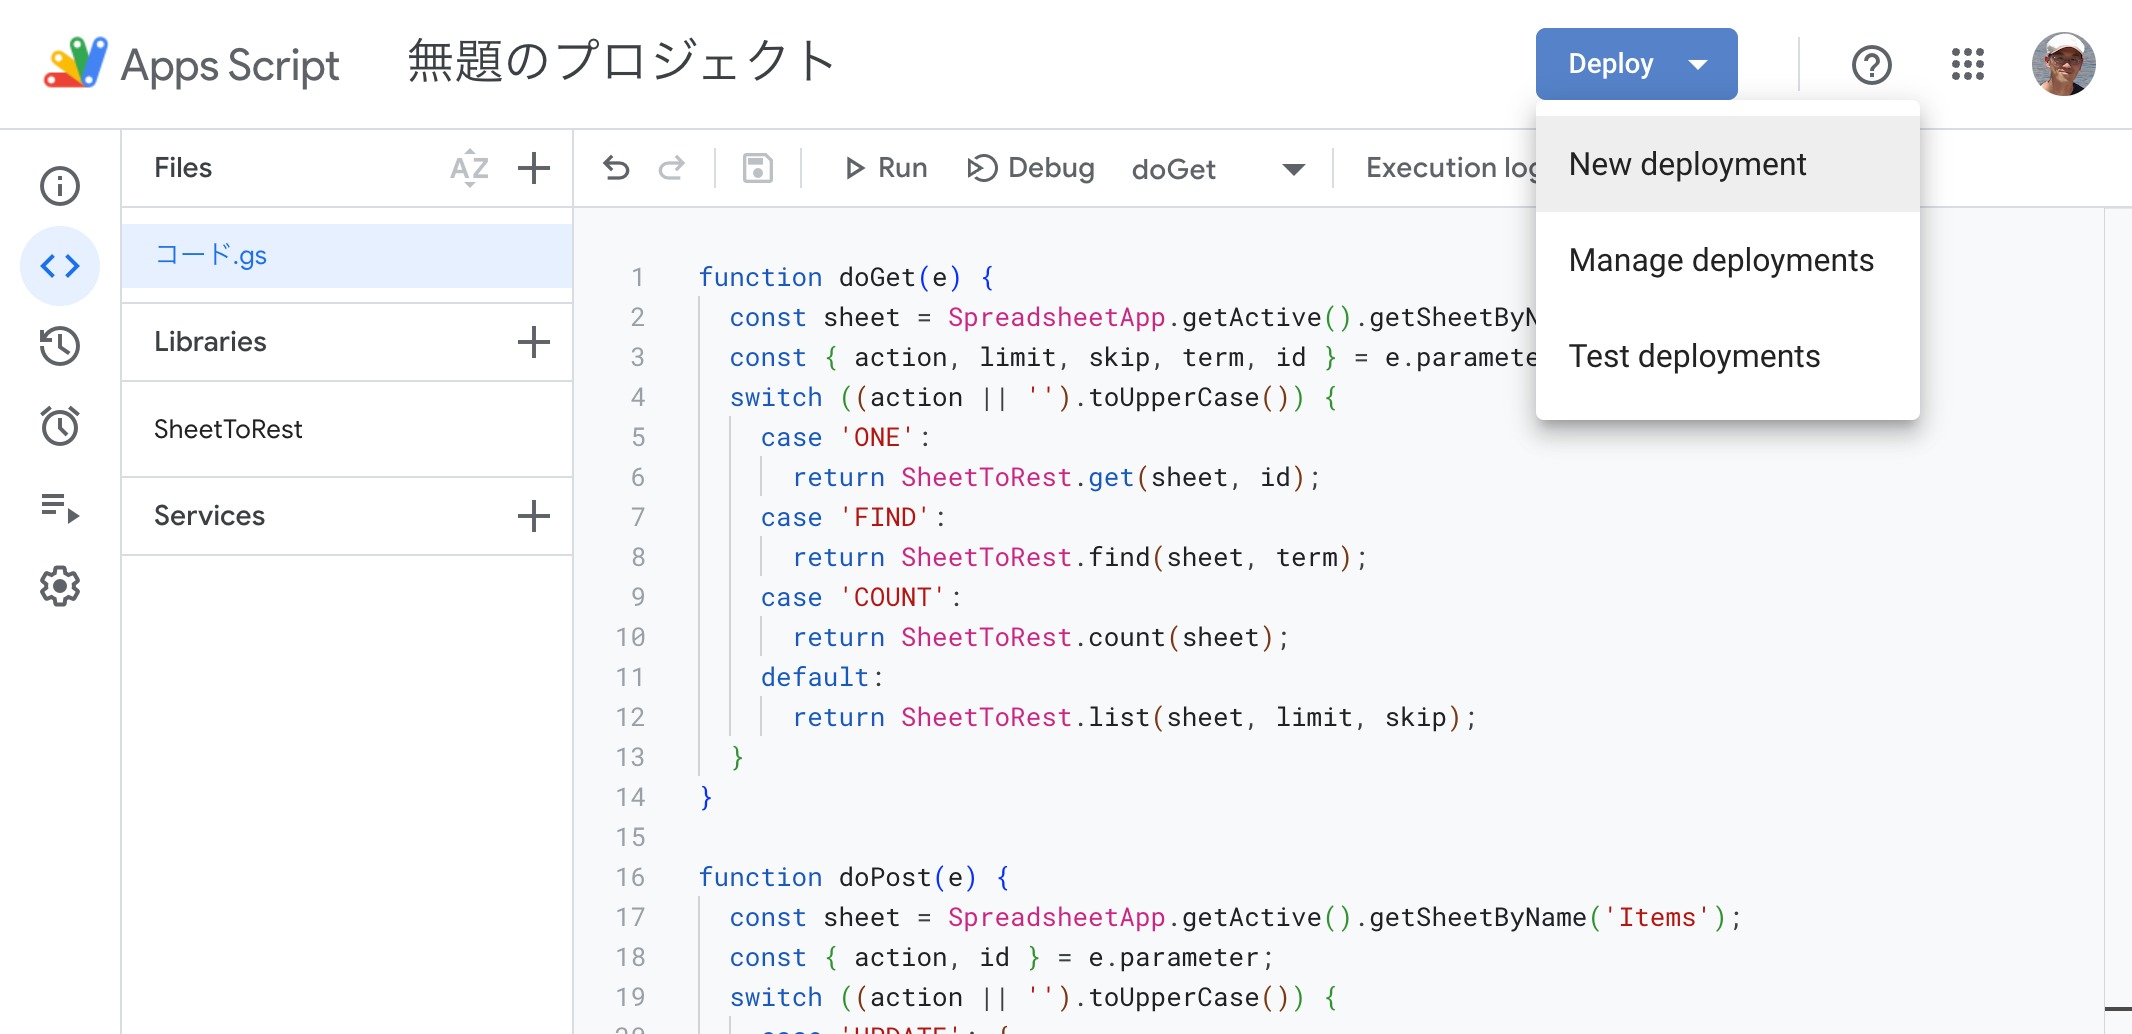 Apps Script 無題のプロジェクト Deploy
Files AZ Run Debug doGet Execution log
New deployment
Manage deployments
Test deployments
コード.gs
Libraries
SheetToRest
Services
1 function doGet(e) {
2 const sheet = SpreadsheetApp.getActive().getSheetByN
3 const { action, limit, skip, term, id } = e.paramete
4 switch ((action || '').toUpperCase()) {
5 case 'ONE':
6 return SheetToRest.get(sheet, id);
7 case 'FIND':
8 return SheetToRest.find(sheet, term);
9 case 'COUNT':
10 return SheetToRest.count(sheet);
11 default:
12 return SheetToRest.list(sheet, limit, skip);
13 }
14 }
15
16 function doPost(e) {
17 const sheet = SpreadsheetApp.getActive().getSheetByName('Items');
18 const { action, id } = e.parameter;
19 switch ((action || '').toUpperCase()) {
20 case 'UPDATE': {